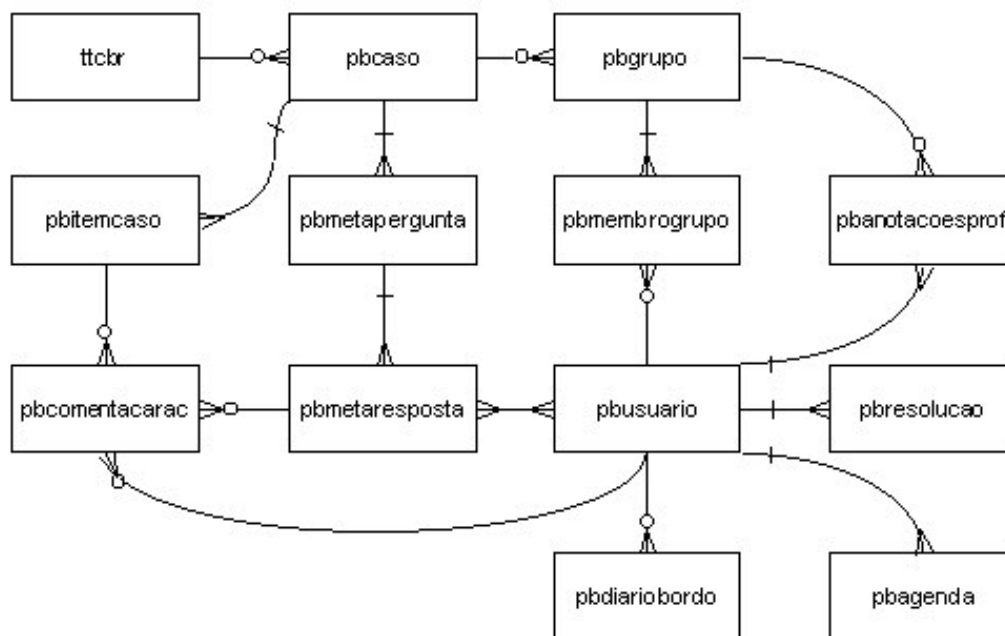 ttcbr
pbcaso
pbgrupo
pbitemcaso
pbmetapergunta
pbmembrogrupo
pbanotacoesprof
pbcomentacarac
pbmetaresposta
pbusuario
pbresolucao
pbdiariobordo
pbagenda